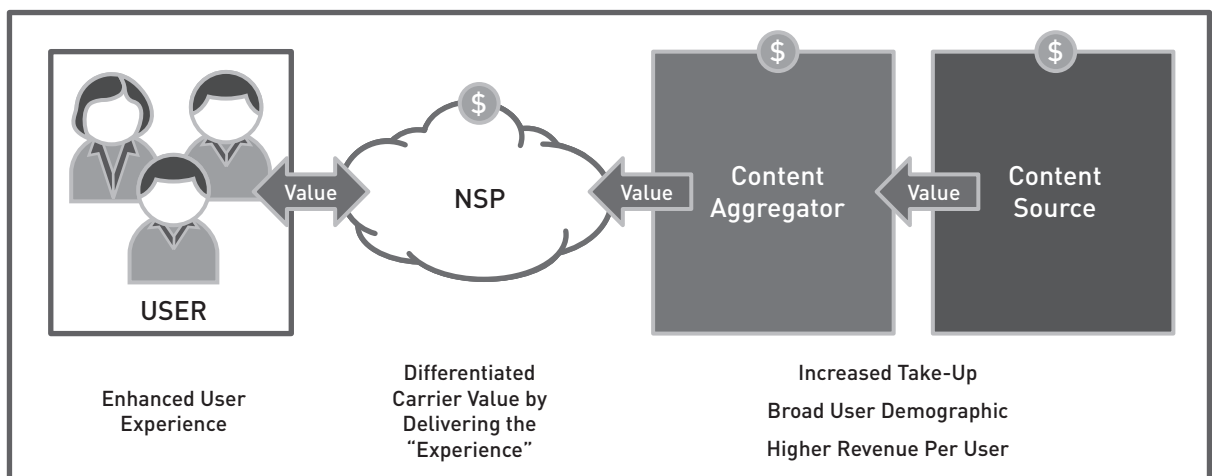 $
$
$
Value
NSP
Value
Content
Aggregator
Value
Content
Source
USER
Enhanced User
Experience
Differentiated
Carrier Value by
Delivering the
“Experience”
Increased Take-Up
Broad User Demographic
Higher Revenue Per User